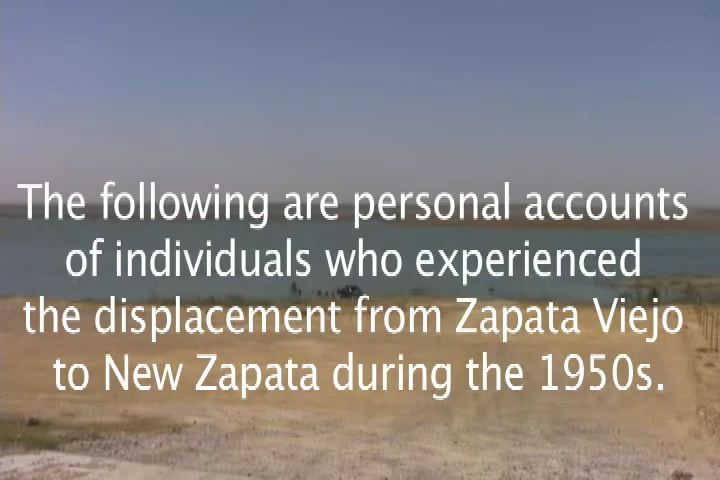 The following are personal accounts
of individuals who experienced
the displacement from Zapata Viejo
to New Zapata during the 1950s.